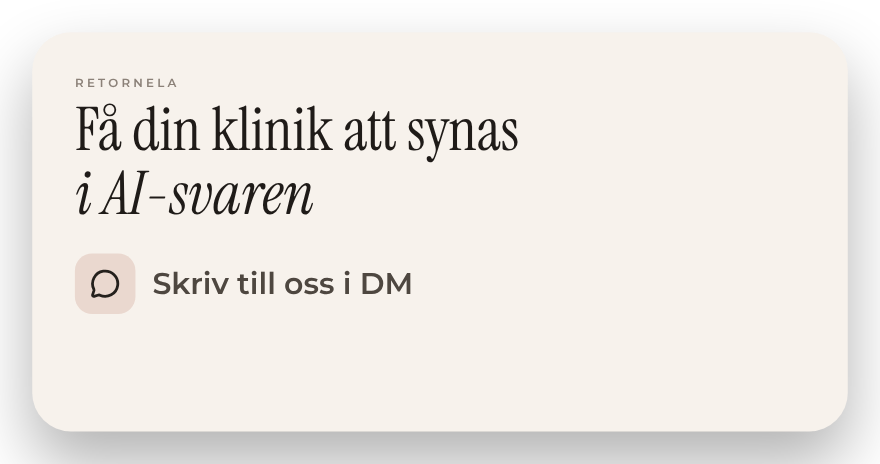 RETORNELA
Få din klinik att synas
i AI-svaren
Skriv till oss i DM